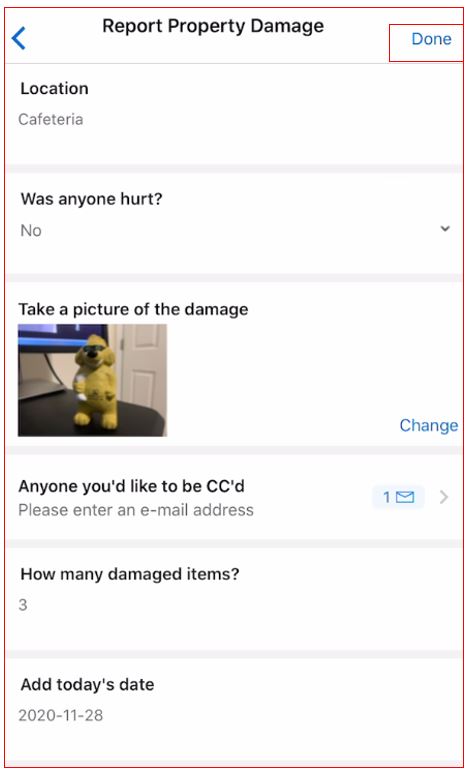 Report Property Damage
Done
Location
Cafeteria
Was anyone hurt?
No
Take a picture of the damage
Change
Anyone you'd like to be CC'd
Please enter an e-mail address
1
How many damaged items?
3
Add today's date
2020-11-28